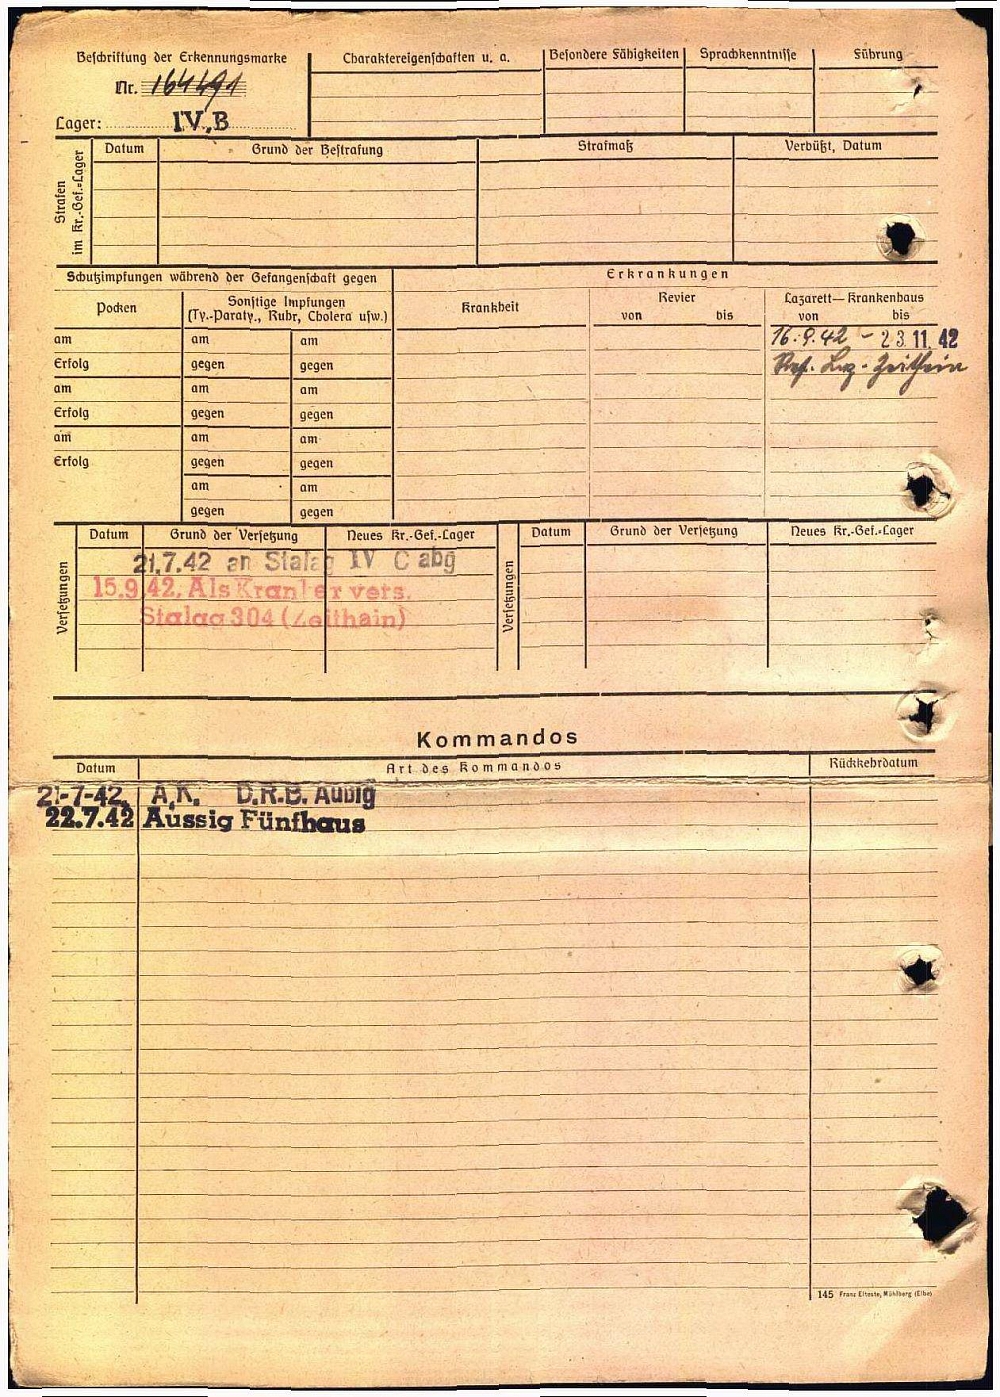 Beschriftung der Erkennungsmarke
Nr. 164491
Lager: IV.B
Charaktereigenschaften u. a.
Besondere Fähigkeiten
Sprachkenntnisse
Führung
Strafen
im Kr.-Gef.-Lager
Datum
Grund der Bestrafung
Strafmaß
Verbüßt, Datum
Schutzimpfungen während der Gefangenschaft gegen
Erkrankungen
Pocken
Sonstige Impfungen
(Ty.-Paraty., Ruhr, Cholera usw.)
Krankheit
Revier
von bis
Lazarett—Krankenhaus
von bis
am am am
16.9.42 - 23.11.42
Erfolg gegen gegen
Kgf. Laz. Zeithain
am am am
Erfolg gegen gegen
am am am
Erfolg gegen gegen
am am
gegen gegen
Versetzungen
Datum Grund der Versetzung Neues Kr.-Gef.-Lager
21.7.42 an Stalag IV C abg
15.9.42. Als Kranker vers.
Stalag 304 (Zeithain)
Versetzungen
Datum Grund der Versetzung Neues Kr.-Gef.-Lager
Kommandos
Datum Art des Kommandos Rückkehrdatum
21-7-42. A.K. D.R.B. Aubig
22.7.42 Aussig Fünfhaus
145 Franz Elteste, Mühlberg (Elbe)